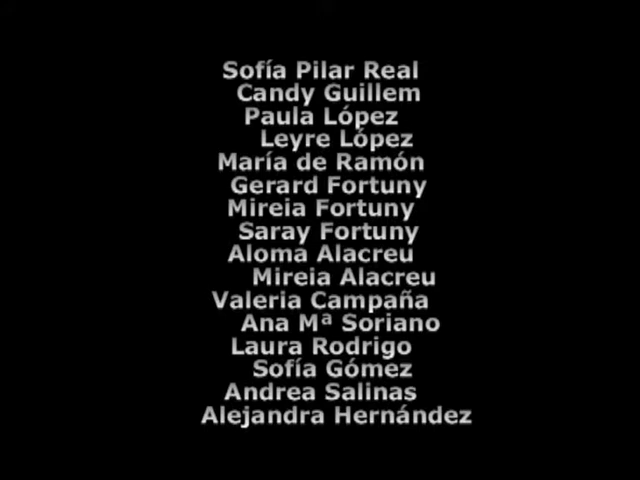 Sofía Pilar Real
Candy Guillem
Paula López
Leyre López
María de Ramón
Gerard Fortuny
Mireia Fortuny
Saray Fortuny
Aloma Alacreu
Mireia Alacreu
Valeria Campaña
Ana Mª Soriano
Laura Rodrigo
Sofía Gómez
Andrea Salinas
Alejandra Hernández